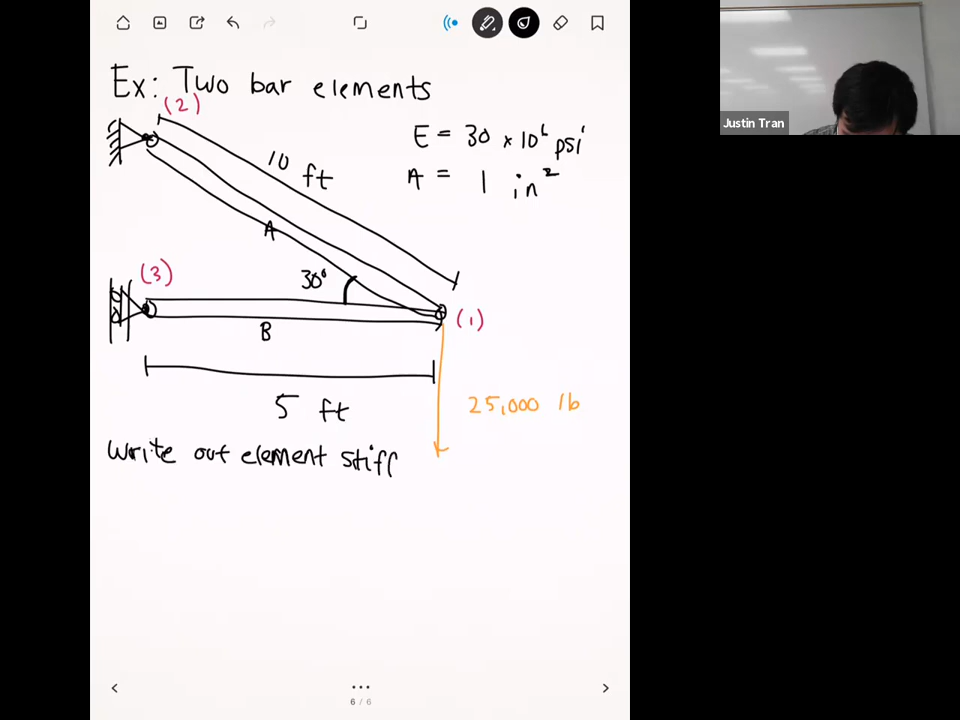 Ex: Two bar elements
(2)
E = 30 × 10⁶ psi
10 ft
A = 1 in²
A
30°
(3)
B
(1)
5 ft
25,000 lb
Write out element stiff
Justin Tran
6 / 6